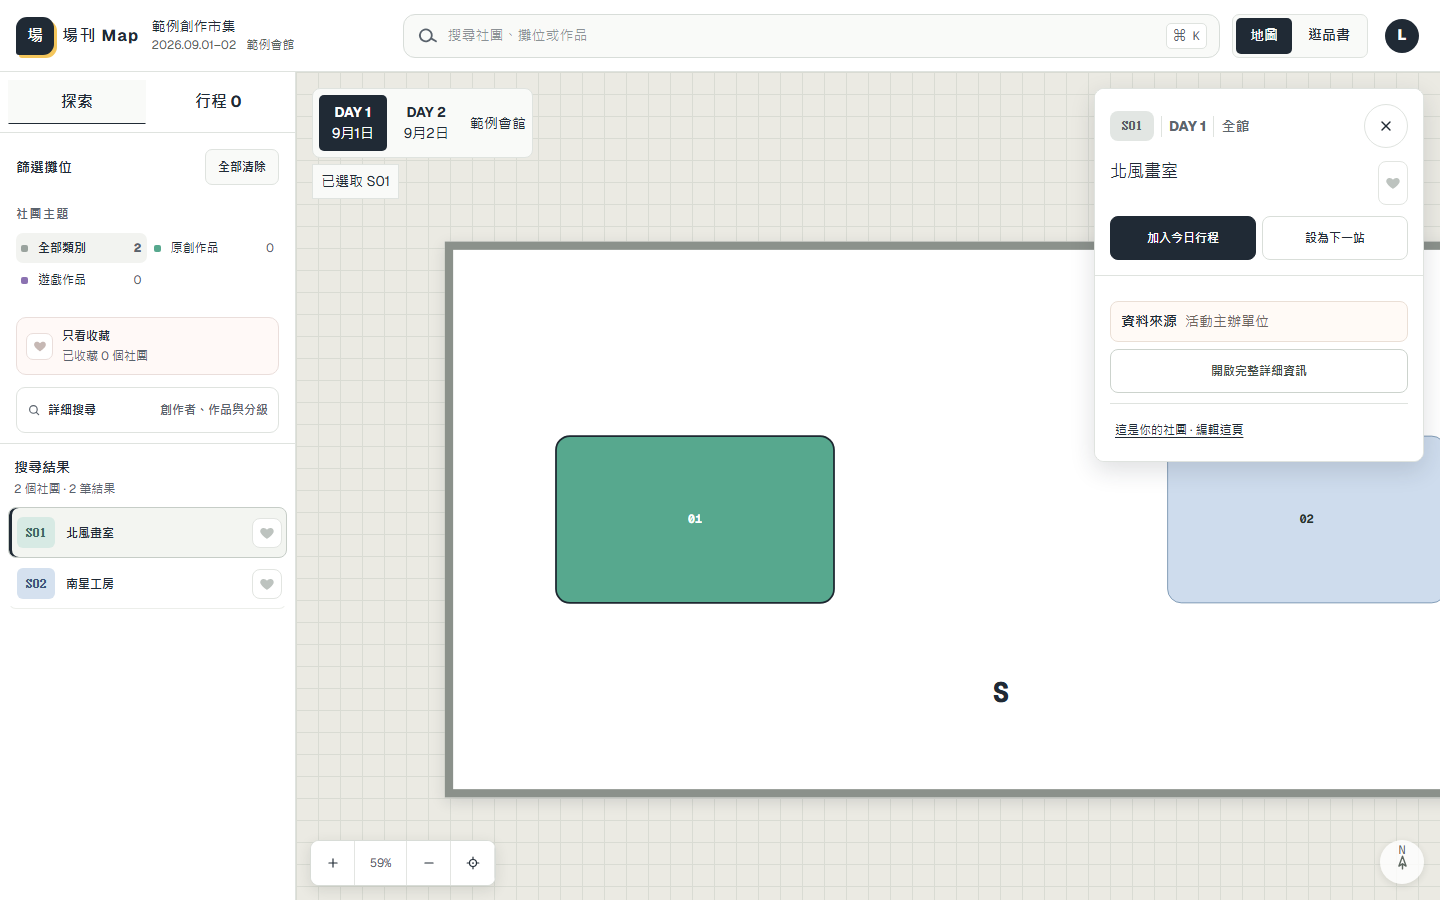 場 場刊 Map
範例創作市集
2026.09.01–02 範例會館
搜尋社團、攤位或作品
⌘ K
地圖 逛品書
L
探索 行程 0
篩選攤位 全部清除
社團主題
全部類別 2 原創作品 0
遊戲作品 0
只看收藏
已收藏 0 個社團
詳細搜尋 創作者、作品與分級
搜尋結果
2 個社團 · 2 筆結果
S01 北風畫室
S02 南星工房
DAY 1
9月1日
DAY 2
9月2日
範例會館
已選取 S01
01
02
S
S01 DAY 1 全館
北風畫室
加入今日行程 設為下一站
資料來源 活動主辦單位
開啟完整詳細資訊
這是你的社團 · 編輯這頁
+ 59% −
N